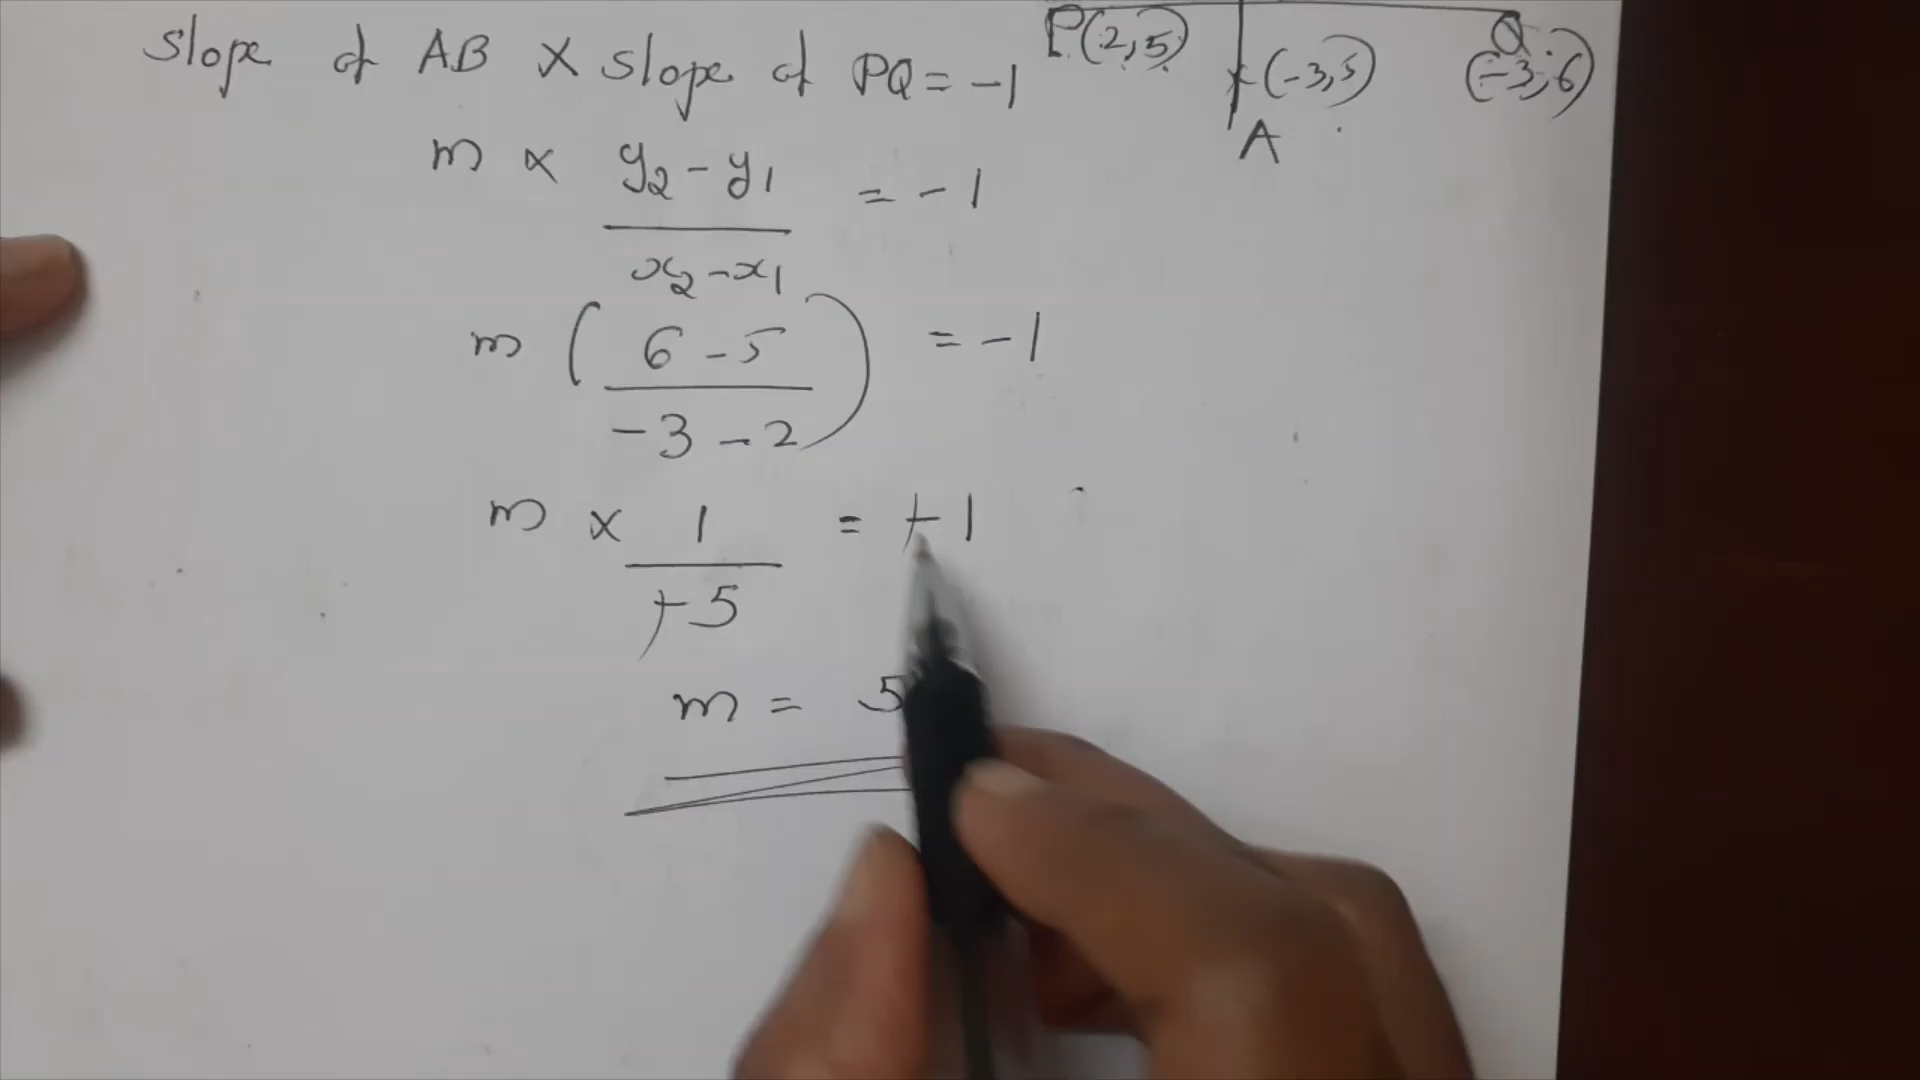 Slope of AB × Slope of PQ = -1
P(2,5)
Q
(-3,5)
(-3,6)
A
m × y2 - y1 = -1
x2 - x1
m ( 6 - 5 ) = -1
-3 - 2
m × 1 = -1
-5
m = 5